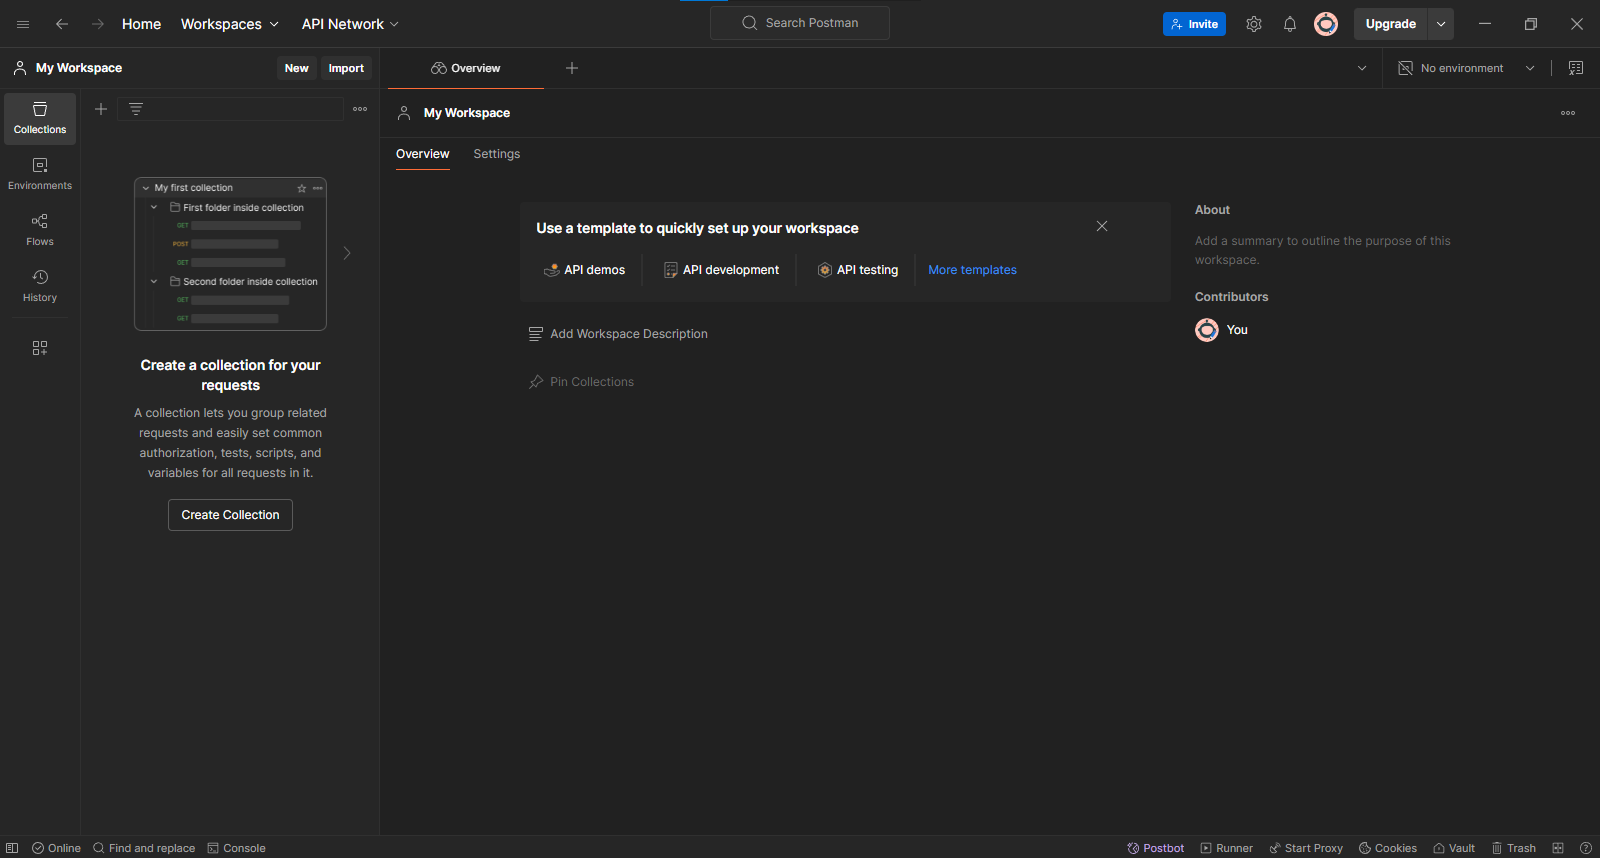 Home Workspaces API Network Search Postman Invite Upgrade
My Workspace New Import Overview No environment
Collections
Environments
Flows
History
My first collection
First folder inside collection
GET
POST
GET
Second folder inside collection
GET
GET
Create a collection for your
requests
A collection lets you group related
requests and easily set common
authorization, tests, scripts, and
variables for all requests in it.
Create Collection
My Workspace
Overview Settings
Use a template to quickly set up your workspace
API demos API development API testing More templates
Add Workspace Description
Pin Collections
About
Add a summary to outline the purpose of this
workspace.
Contributors
You
Online Find and replace Console Postbot Runner Start Proxy Cookies Vault Trash